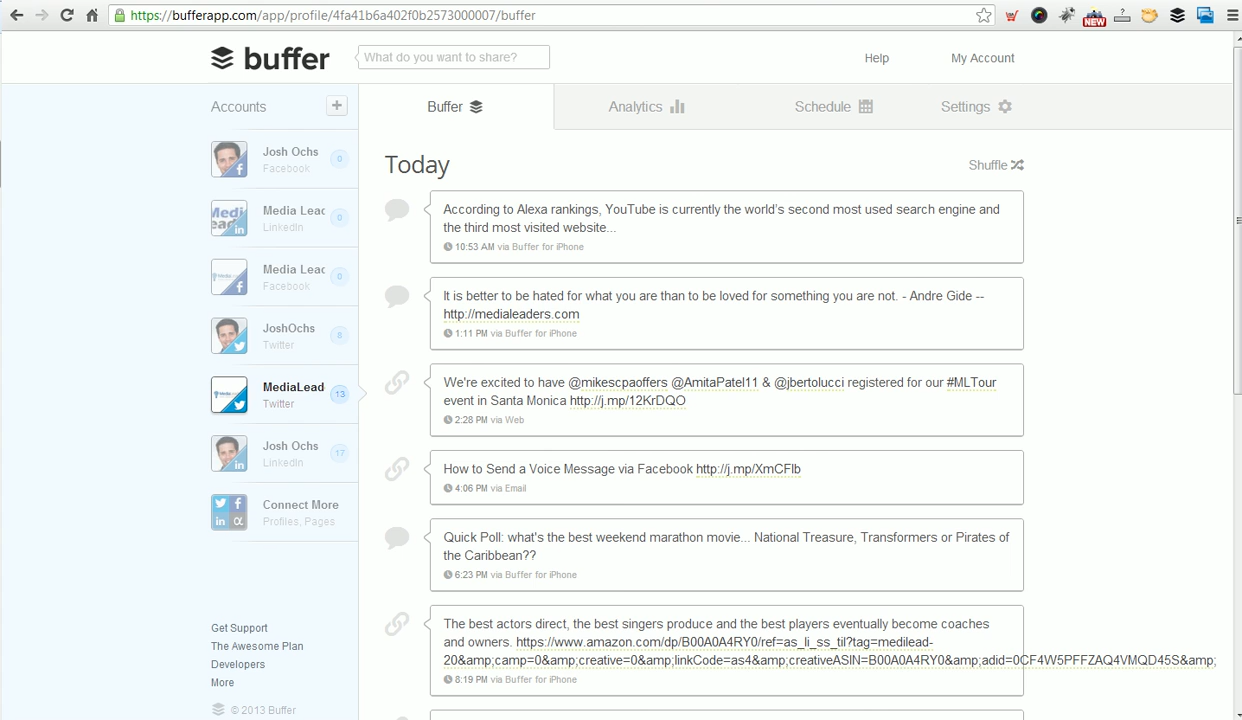 https://bufferapp.com/app/profile/4fa41b6a402f0b2573000007/buffer
NEW
buffer
What do you want to share?
Help
My Account
Accounts
Buffer
Analytics
Schedule
Settings
Josh Ochs
Facebook
0
Media Lead
LinkedIn
0
Media Lead
Facebook
0
JoshOchs
Twitter
8
MediaLead
Twitter
13
Josh Ochs
LinkedIn
17
Connect More
Profiles, Pages
Get Support
The Awesome Plan
Developers
More
© 2013 Buffer
Today
Shuffle
According to Alexa rankings, YouTube is currently the world's second most used search engine and
the third most visited website...
10:53 AM via Buffer for iPhone
It is better to be hated for what you are than to be loved for something you are not. - Andre Gide --
http://medialeaders.com
1:11 PM via Buffer for iPhone
We're excited to have @mikescpaoffers @AmitaPatel11 & @jbertolucci registered for our #MLTour
event in Santa Monica http://j.mp/12KrDQO
2:28 PM via Web
How to Send a Voice Message via Facebook http://j.mp/XmCFlb
4:06 PM via Email
Quick Poll: what's the best weekend marathon movie... National Treasure, Transformers or Pirates of
the Caribbean??
6:23 PM via Buffer for iPhone
The best actors direct, the best singers produce and the best players eventually become coaches
and owners. https://www.amazon.com/dp/B00A0A4RY0/ref=as_li_ss_til?tag=medilead-
20&amp;camp=0&amp;creative=0&amp;linkCode=as4&amp;creativeASIN=B00A0A4RY0&amp;adid=0CF4W5PFFZAQ4VMQD45S&amp;
8:19 PM via Buffer for iPhone